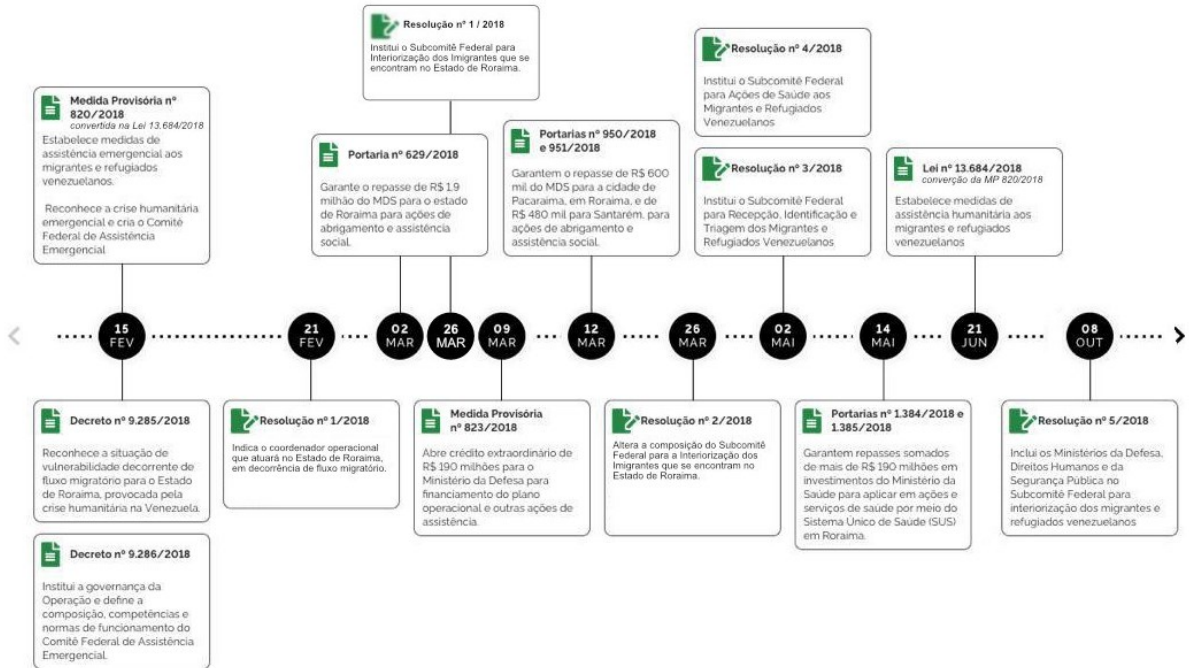 Resolução nº 1 / 2018
Institui o Subcomitê Federal para
Interiorização dos Imigrantes que se
encontram no Estado de Roraima.
Resolução nº 4/2018
Institui o Subcomitê Federal
para Ações de Saúde aos
Migrantes e Refugiados
Venezuelanos
Medida Provisória nº
820/2018
convertida na Lei 13.684/2018
Estabelece medidas de
assistência emergencial aos
migrantes e refugiados
venezuelanos.
Reconhece a crise humanitária
emergencial e cria o Comitê
Federal de Assistência
Emergencial
Portaria nº 629/2018
Garante o repasse de R$ 1,9
milhão do MDS para o estado
de Roraima para ações de
abrigamento e assistência
social.
Portarias nº 950/2018
e 951/2018
Garantem o repasse de R$ 600
mil do MDS para a cidade de
Pacaraima, em Roraima, e de
R$ 480 mil para Santarém, para
ações de abrigamento e
assistência social.
Resolução nº 3/2018
Institui o Subcomitê Federal
para Recepção, Identificação e
Triagem dos Migrantes e
Refugiados Venezuelanos
Lei nº 13.684/2018
converção da MP 820/2018
Estabelece medidas de
assistência humanitária aos
migrantes e refugiados
venezuelanos
15
FEV
21
FEV
02
MAR
26
MAR
09
MAR
12
MAR
26
MAR
02
MAI
14
MAI
21
JUN
08
OUT
Decreto nº 9.285/2018
Reconhece a situação de
vulnerabilidade decorrente de
fluxo migratório para o Estado
de Roraima, provocada pela
crise humanitária na Venezuela.
Resolução nº 1/2018
Indica o coordenador operacional
que atuará no Estado de Roraima,
em decorrência de fluxo migratório.
Medida Provisória
nº 823/2018
Abre crédito extraordinário de
R$ 190 milhões para o
Ministério da Defesa para
financiamento do plano
operacional e outras ações de
assistência.
Resolução nº 2/2018
Altera a composição do Subcomitê
Federal para a Interiorização dos
Imigrantes que se encontram no
Estado de Roraima.
Portarias nº 1.384/2018 e
1.385/2018
Garantem repasses somados
de mais de R$ 190 milhões em
investimentos do Ministério da
Saúde para aplicar em ações e
serviços de saúde por meio do
Sistema Único de Saúde (SUS)
em Roraima.
Resolução nº 5/2018
Inclui os Ministérios da Defesa,
Direitos Humanos e da
Segurança Pública no
Subcomitê Federal para
interiorização dos migrantes e
refugiados venezuelanos
Decreto nº 9.286/2018
Institui a governança da
Operação e define a
composição, competências e
normas de funcionamento do
Comitê Federal de Assistência
Emergencial.